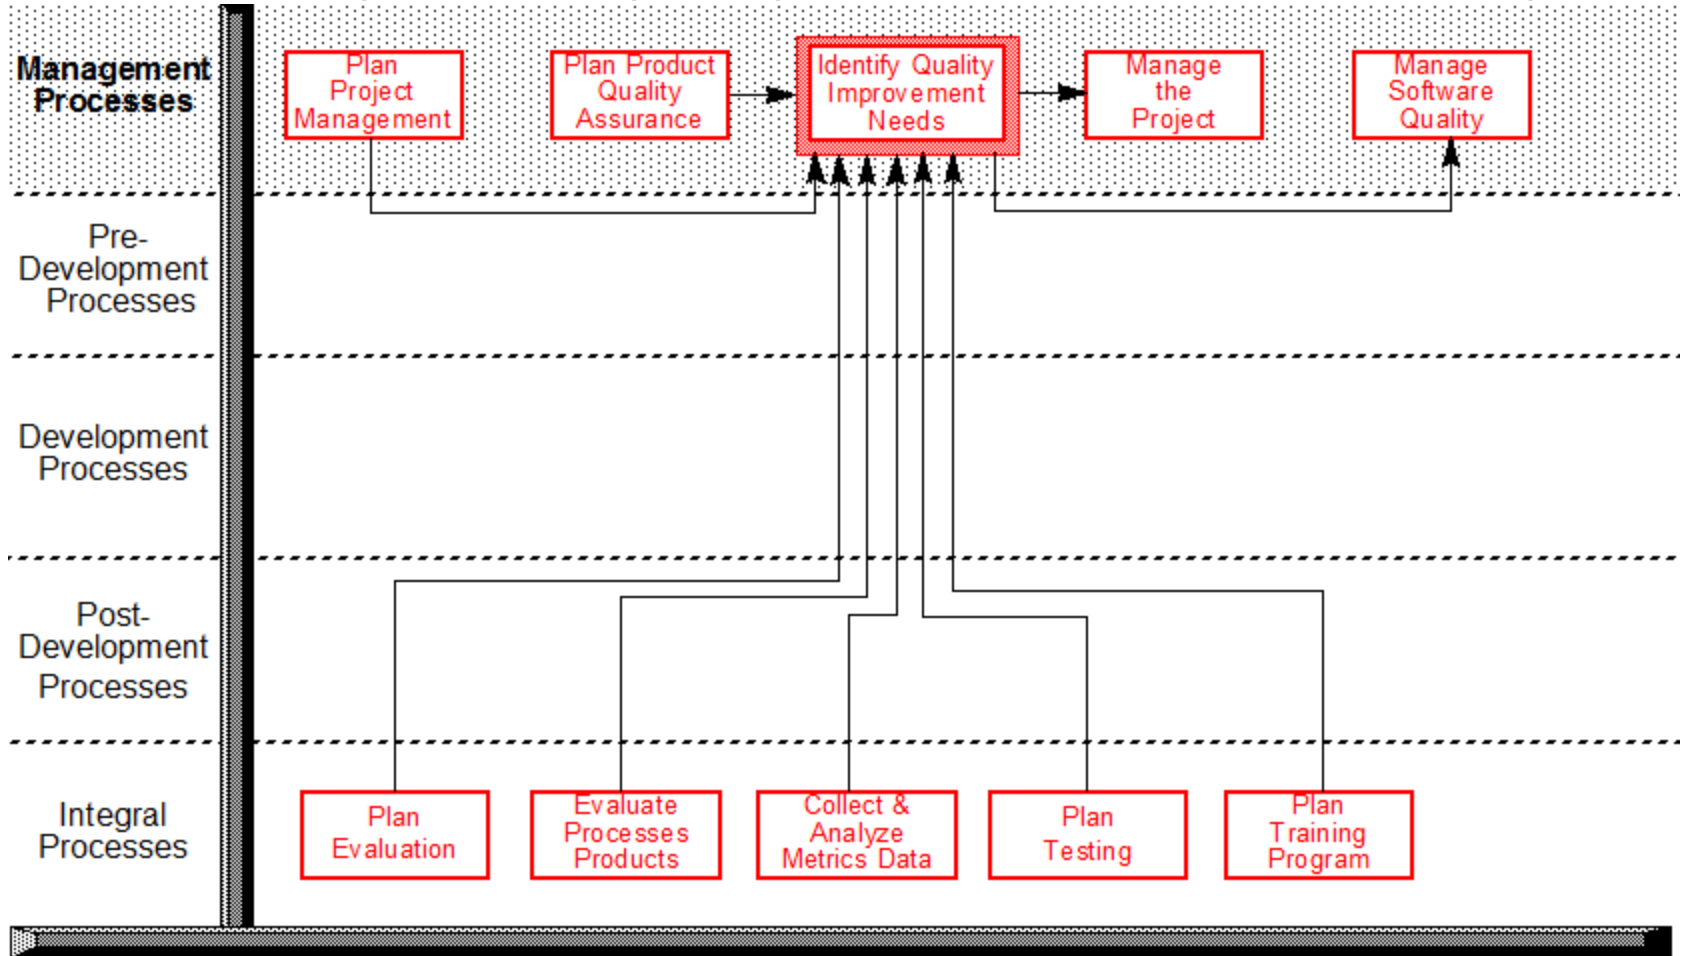 Management
Processes
Plan
Project
Management
Plan Product
Quality
Assurance
Identify Quality
Improvement
Needs
Manage
the
Project
Manage
Software
Quality
Pre-
Development
Processes
Development
Processes
Post-
Development
Processes
Integral
Processes
Plan
Evaluation
Evaluate
Processes
Products
Collect &
Analyze
Metrics Data
Plan
Testing
Plan
Training
Program